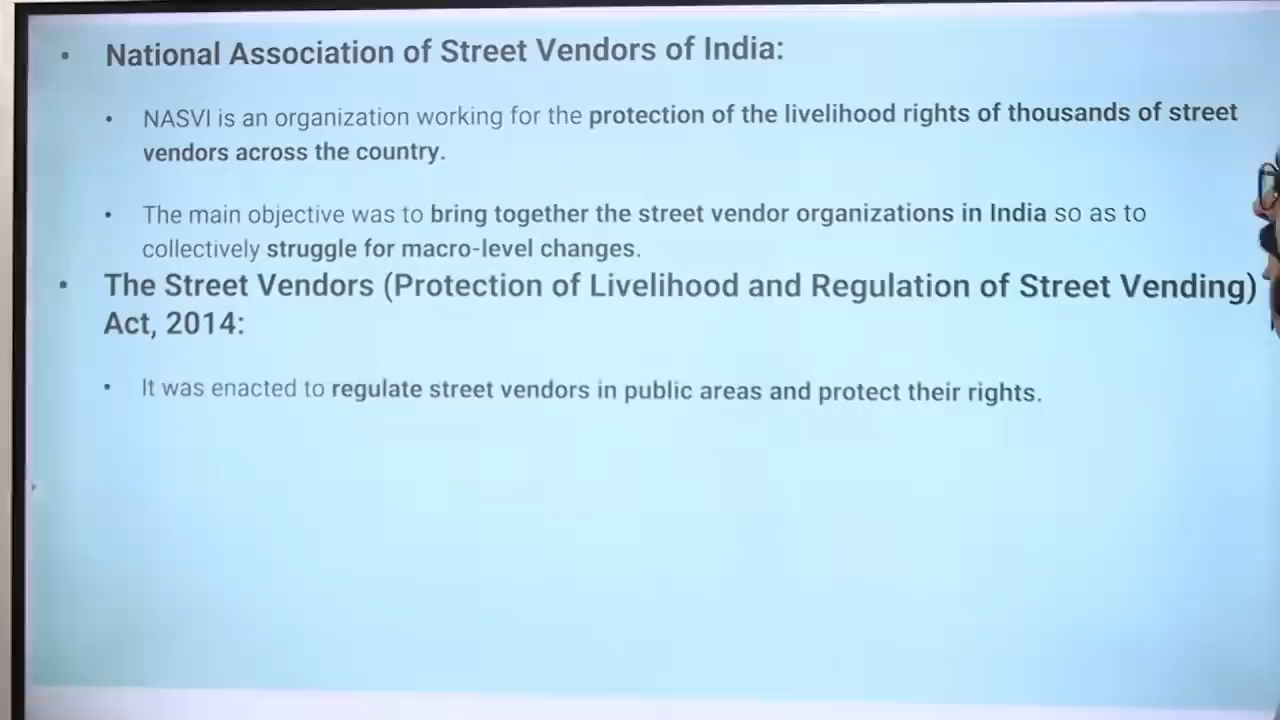 • National Association of Street Vendors of India:
• NASVI is an organization working for the protection of the livelihood rights of thousands of street
vendors across the country.
• The main objective was to bring together the street vendor organizations in India so as to
collectively struggle for macro-level changes.
• The Street Vendors (Protection of Livelihood and Regulation of Street Vending)
Act, 2014:
• It was enacted to regulate street vendors in public areas and protect their rights.